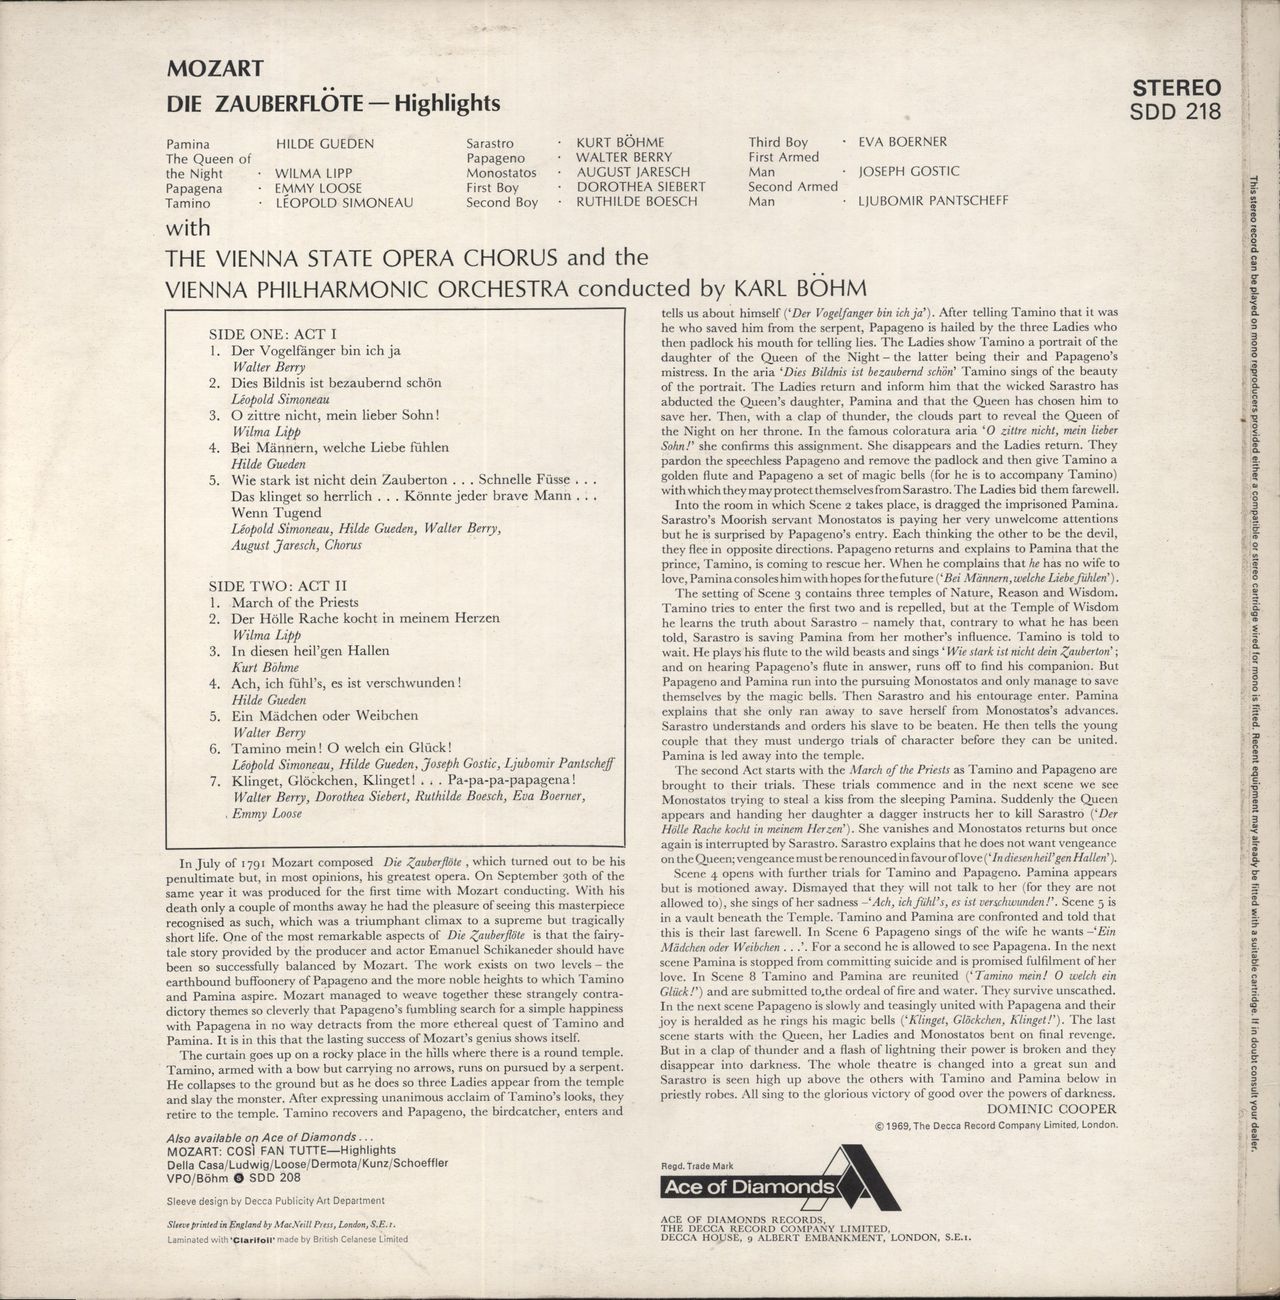 MOZART
DIE ZAUBERFLÖTE — Highlights
STEREO
SDD 218
Pamina HILDE GUEDEN
The Queen of
the Night · WILMA LIPP
Papagena · EMMY LOOSE
Tamino · LÉOPOLD SIMONEAU
Sarastro · KURT BÖHME
Papageno · WALTER BERRY
Monostatos · AUGUST JARESCH
First Boy · DOROTHEA SIEBERT
Second Boy · RUTHILDE BOESCH
Third Boy · EVA BOERNER
First Armed
Man · JOSEPH GOSTIC
Second Armed
Man · LJUBOMIR PANTSCHEFF
with
THE VIENNA STATE OPERA CHORUS and the
VIENNA PHILHARMONIC ORCHESTRA conducted by KARL BÖHM
SIDE ONE: ACT I
1. Der Vogelfänger bin ich ja
Walter Berry
2. Dies Bildnis ist bezaubernd schön
Léopold Simoneau
3. O zittre nicht, mein lieber Sohn!
Wilma Lipp
4. Bei Männern, welche Liebe fühlen
Hilde Gueden
5. Wie stark ist nicht dein Zauberton . . . Schnelle Füsse . . .
Das klinget so herrlich . . . Könnte jeder brave Mann . . .
Wenn Tugend
Léopold Simoneau, Hilde Gueden, Walter Berry,
August Jaresch, Chorus
SIDE TWO: ACT II
1. March of the Priests
2. Der Hölle Rache kocht in meinem Herzen
Wilma Lipp
3. In diesen heil'gen Hallen
Kurt Böhme
4. Ach, ich fühl's, es ist verschwunden!
Hilde Gueden
5. Ein Mädchen oder Weibchen
Walter Berry
6. Tamino mein! O welch ein Glück!
Léopold Simoneau, Hilde Gueden, Joseph Gostic, Ljubomir Pantscheff
7. Klinget, Glöckchen, Klinget! . . . Pa-pa-pa-papagena!
Walter Berry, Dorothea Siebert, Ruthilde Boesch, Eva Boerner,
Emmy Loose
In July of 1791 Mozart composed Die Zauberflöte , which turned out to be his
penultimate but, in most opinions, his greatest opera. On September 30th of the
same year it was produced for the first time with Mozart conducting. With his
death only a couple of months away he had the pleasure of seeing this masterpiece
recognised as such, which was a triumphant climax to a supreme but tragically
short life. One of the most remarkable aspects of Die Zauberflöte is that the fairy-
tale story provided by the producer and actor Emanuel Schikaneder should have
been so successfully balanced by Mozart. The work exists on two levels – the
earthbound buffoonery of Papageno and the more noble heights to which Tamino
and Pamina aspire. Mozart managed to weave together these strangely contra-
dictory themes so cleverly that Papageno's fumbling search for a simple happiness
with Papagena in no way detracts from the more ethereal quest of Tamino and
Pamina. It is in this that the lasting success of Mozart's genius shows itself.
The curtain goes up on a rocky place in the hills where there is a round temple.
Tamino, armed with a bow but carrying no arrows, runs on pursued by a serpent.
He collapses to the ground but as he does so three Ladies appear from the temple
and slay the monster. After expressing unanimous acclaim of Tamino's looks, they
retire to the temple. Tamino recovers and Papageno, the birdcatcher, enters and
tells us about himself ('Der Vogelfanger bin ich ja'). After telling Tamino that it was
he who saved him from the serpent, Papageno is hailed by the three Ladies who
then padlock his mouth for telling lies. The Ladies show Tamino a portrait of the
daughter of the Queen of the Night – the latter being their and Papageno's
mistress. In the aria 'Dies Bildnis ist bezaubernd schön' Tamino sings of the beauty
of the portrait. The Ladies return and inform him that the wicked Sarastro has
abducted the Queen's daughter, Pamina and that the Queen has chosen him to
save her. Then, with a clap of thunder, the clouds part to reveal the Queen of
the Night on her throne. In the famous coloratura aria 'O zittre nicht, mein lieber
Sohn!' she confirms this assignment. She disappears and the Ladies return. They
pardon the speechless Papageno and remove the padlock and then give Tamino a
golden flute and Papageno a set of magic bells (for he is to accompany Tamino)
with which they may protect themselves from Sarastro. The Ladies bid them farewell.
Into the room in which Scene 2 takes place, is dragged the imprisoned Pamina.
Sarastro's Moorish servant Monostatos is paying her very unwelcome attentions
but he is surprised by Papageno's entry. Each thinking the other to be the devil,
they flee in opposite directions. Papageno returns and explains to Pamina that the
prince, Tamino, is coming to rescue her. When he complains that he has no wife to
love, Pamina consoles him with hopes for the future ('Bei Männern, welche Liebe fühlen').
The setting of Scene 3 contains three temples of Nature, Reason and Wisdom.
Tamino tries to enter the first two and is repelled, but at the Temple of Wisdom
he learns the truth about Sarastro – namely that, contrary to what he has been
told, Sarastro is saving Pamina from her mother's influence. Tamino is told to
wait. He plays his flute to the wild beasts and sings 'Wie stark ist nicht dein Zauberton';
and on hearing Papageno's flute in answer, runs off to find his companion. But
Papageno and Pamina run into the pursuing Monostatos and only manage to save
themselves by the magic bells. Then Sarastro and his entourage enter. Pamina
explains that she only ran away to save herself from Monostatos's advances.
Sarastro understands and orders his slave to be beaten. He then tells the young
couple that they must undergo trials of character before they can be united.
Pamina is led away into the temple.
The second Act starts with the March of the Priests as Tamino and Papageno are
brought to their trials. These trials commence and in the next scene we see
Monostatos trying to steal a kiss from the sleeping Pamina. Suddenly the Queen
appears and handing her daughter a dagger instructs her to kill Sarastro ('Der
Hölle Rache kocht in meinem Herzen'). She vanishes and Monostatos returns but once
again is interrupted by Sarastro. Sarastro explains that he does not want vengeance
on the Queen; vengeance must be renounced in favour of love ('In diesen heil'gen Hallen').
Scene 4 opens with further trials for Tamino and Papageno. Pamina appears
but is motioned away. Dismayed that they will not talk to her (for they are not
allowed to), she sings of her sadness –'Ach, ich fühl's, es ist verschwunden!'. Scene 5 is
in a vault beneath the Temple. Tamino and Pamina are confronted and told that
this is their last farewell. In Scene 6 Papageno sings of the wife he wants –'Ein
Mädchen oder Weibchen . . .'. For a second he is allowed to see Papagena. In the next
scene Pamina is stopped from committing suicide and is promised fulfilment of her
love. In Scene 8 Tamino and Pamina are reunited ('Tamino mein! O welch ein
Glück!') and are submitted to,the ordeal of fire and water. They survive unscathed.
In the next scene Papageno is slowly and teasingly united with Papagena and their
joy is heralded as he rings his magic bells ('Klinget, Glöckchen, Klinget!'). The last
scene starts with the Queen, her Ladies and Monostatos bent on final revenge.
But in a clap of thunder and a flash of lightning their power is broken and they
disappear into darkness. The whole theatre is changed into a great sun and
Sarastro is seen high up above the others with Tamino and Pamina below in
priestly robes. All sing to the glorious victory of good over the powers of darkness.
DOMINIC COOPER
© 1969, The Decca Record Company Limited, London.
Also available on Ace of Diamonds . . .
MOZART: COSÌ FAN TUTTE—Highlights
Della Casa/Ludwig/Loose/Dermota/Kunz/Schoeffler
VPO/Böhm S SDD 208
Sleeve design by Decca Publicity Art Department
Sleeve printed in England by MacNeill Press, London, S.E.1.
Laminated with 'Clarifoil' made by British Celanese Limited
Regd. Trade Mark
Ace of Diamonds
ACE OF DIAMONDS RECORDS,
THE DECCA RECORD COMPANY LIMITED,
DECCA HOUSE, 9 ALBERT EMBANKMENT, LONDON, S.E.1.
This stereo record can be played on mono reproducers provided either a compatible or stereo cartridge wired for mono is fitted. Recent equipment may already be fitted with a suitable cartridge. If in doubt consult your dealer.